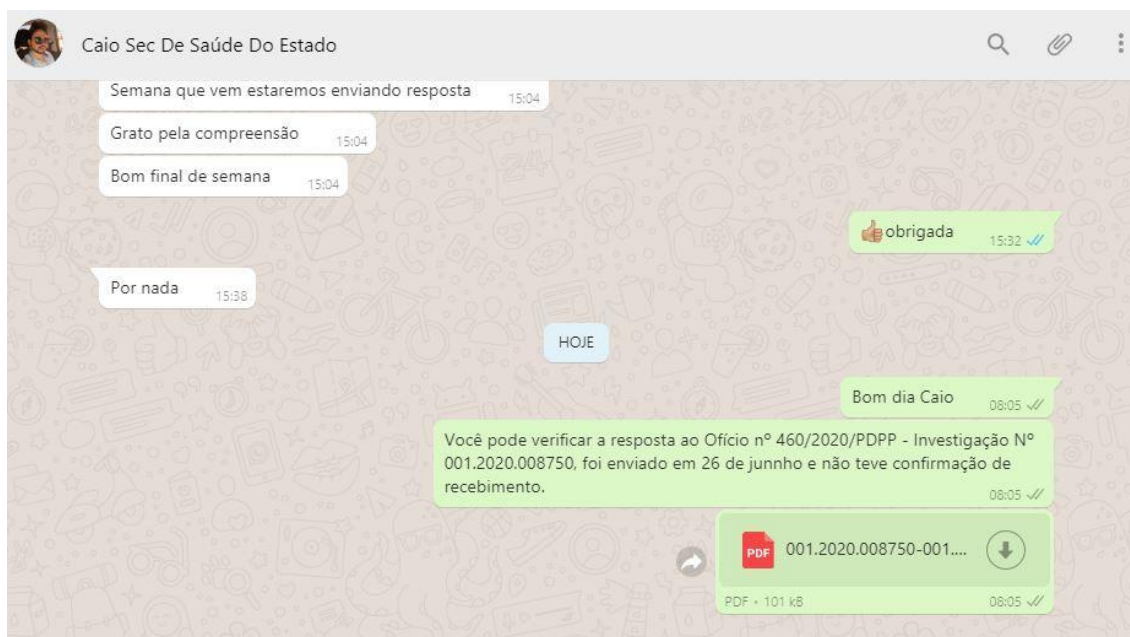 Caio Sec De Saúde Do Estado
Semana que vem estaremos enviando resposta 15:04
Grato pela compreensão 15:04
Bom final de semana 15:04
👍🏼obrigada 15:32
Por nada 15:38
HOJE
Bom dia Caio 08:05
Você pode verificar a resposta ao Ofício nº 460/2020/PDPP - Investigação Nº
001.2020.008750, foi enviado em 26 de junnho e não teve confirmação de
recebimento. 08:05
PDF 001.2020.008750-001....
PDF • 101 kB 08:05